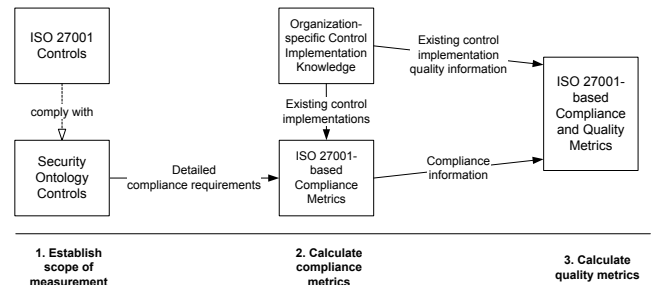 ISO 27001
Controls
comply with
Security
Ontology
Controls
Detailed
compliance requirements
Organization-
specific Control
Implementation
Knowledge
Existing control
implementations
ISO 27001-
based
Compliance
Metrics
Existing control
implementation
quality information
Compliance
information
ISO 27001-
based
Compliance
and Quality
Metrics
1. Establish
scope of
measurement
2. Calculate
compliance
metrics
3. Calculate
quality metrics